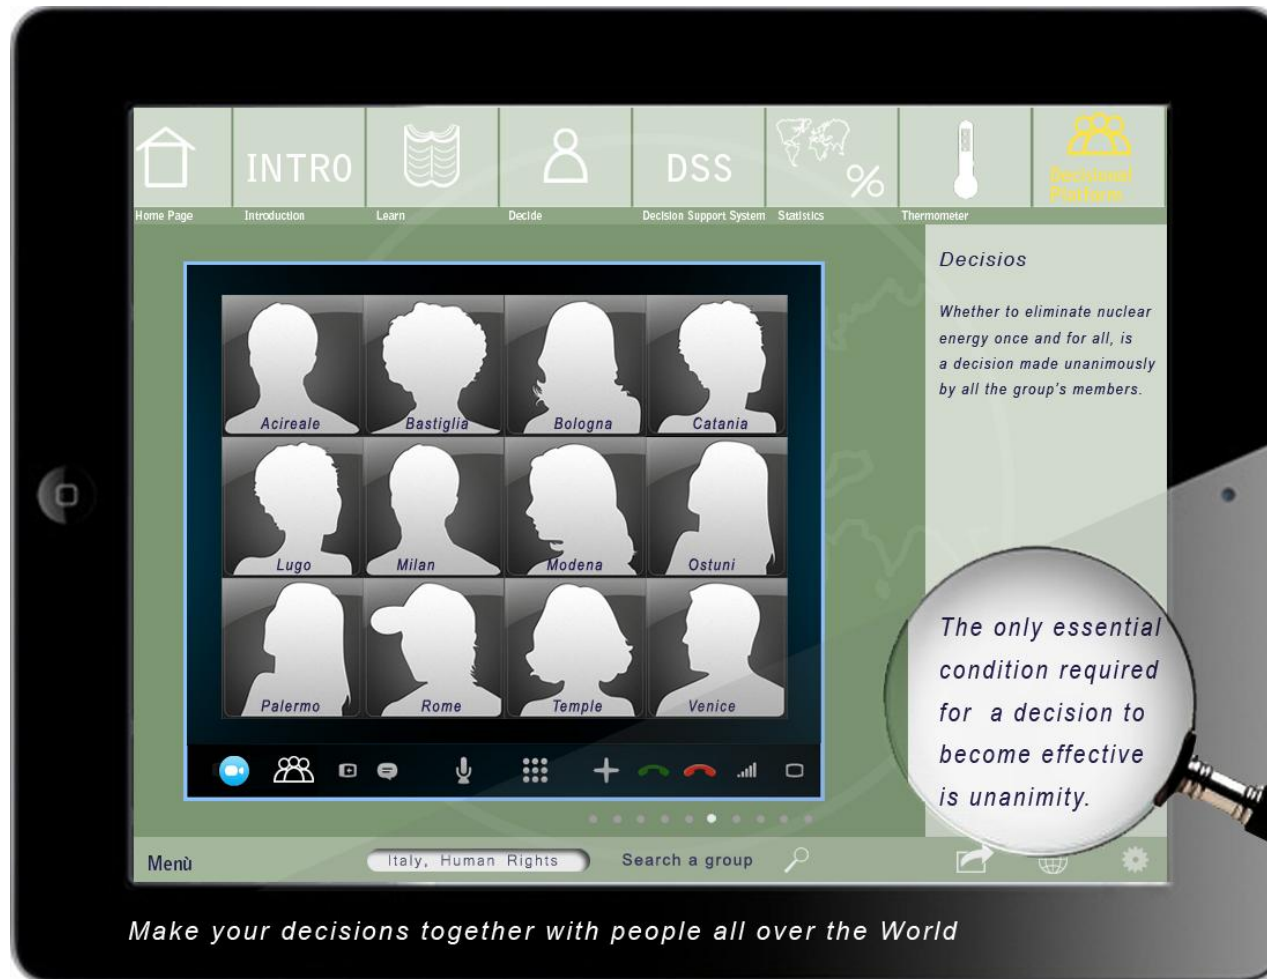 INTRO
DSS
%
Decisional
Platform
Home Page
Introduction
Learn
Decide
Decision Support System
Statistics
Thermometer
Decisios
Whether to eliminate nuclear
energy once and for all, is
a decision made unanimously
by all the group's members.
Acireale
Bastiglia
Bologna
Catania
Lugo
Milan
Modena
Ostuni
Palermo
Rome
Temple
Venice
The only essential
condition required
for a decision to
become effective
is unanimity.
Menù
Italy, Human Rights
Search a group
Make your decisions together with people all over the World